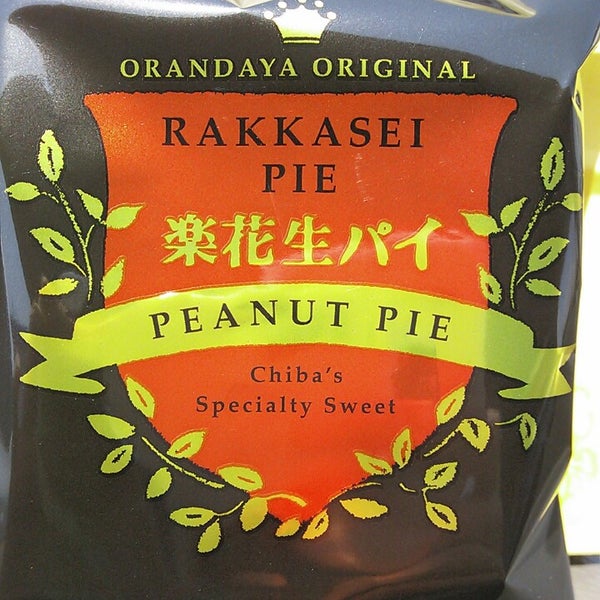 ORANDAYA ORIGINAL
RAKKASEI
PIE
楽花生パイ
PEANUT PIE
Chiba's
Specialty Sweet